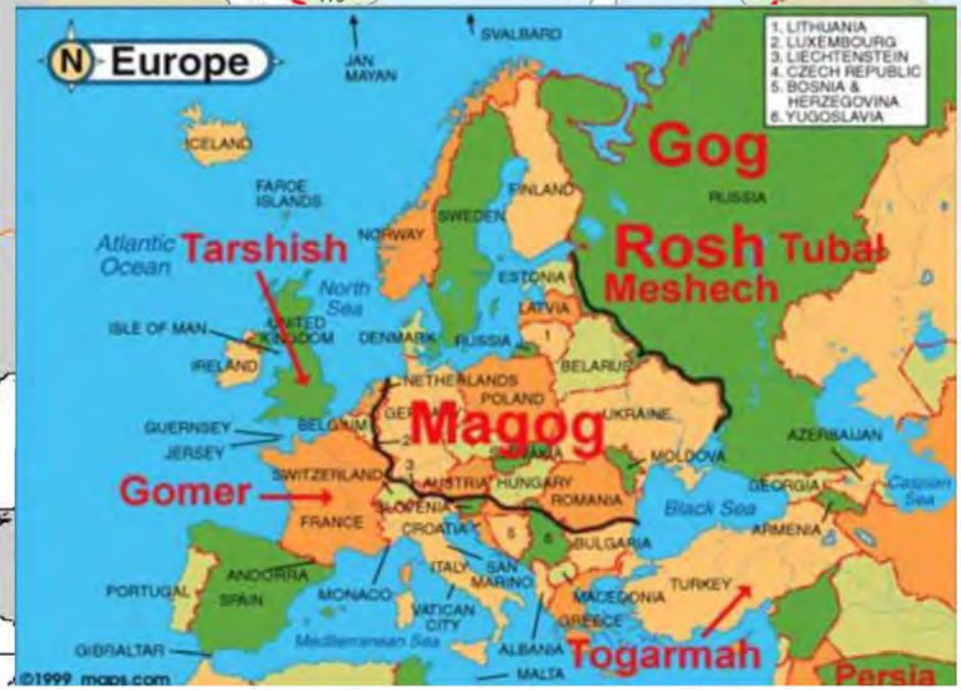 N Europe
JAN
MAYAN
SVALBARD
1. LITHUANIA
2. LUXEMBOURG
3. LIECHTENSTEIN
4. CZECH REPUBLIC
5. BOSNIA &
HERZEGOVINA
6. YUGOSLAVIA
ICELAND
Gog
FAROE
ISLANDS
FINLAND
RUSSIA
SWEDEN
NORWAY
Atlantic
Ocean
Tarshish
Rosh Tubal
Meshech
ESTONIA
North
Sea
LATVIA
ISLE OF MAN
UNITED
KINGDOM
DENMARK
RUSSIA
1
IRELAND
BELARUS
NETHERLANDS
POLAND
GERMANY
Magog
UKRAINE
GUERNSEY
BELGIUM
JERSEY
2
SLOVAKIA
MOLDOVA
AZERBAIJAN
3
SWITZERLAND
AUSTRIA
HUNGARY
GEORGIA
Caspian
Sea
Gomer
ROMANIA
SLOVENIA
Black Sea
FRANCE
CROATIA
5
6
BULGARIA
ARMENIA
ITALY
SAN
MARINO
ANDORRA
PORTUGAL
SPAIN
MONACO
VATICAN
CITY
MACEDONIA
TURKEY
GREECE
Mediterranean Sea
ALBANIA
Togarmah
GIBRALTAR
MALTA
Persia
©1999 maps.com